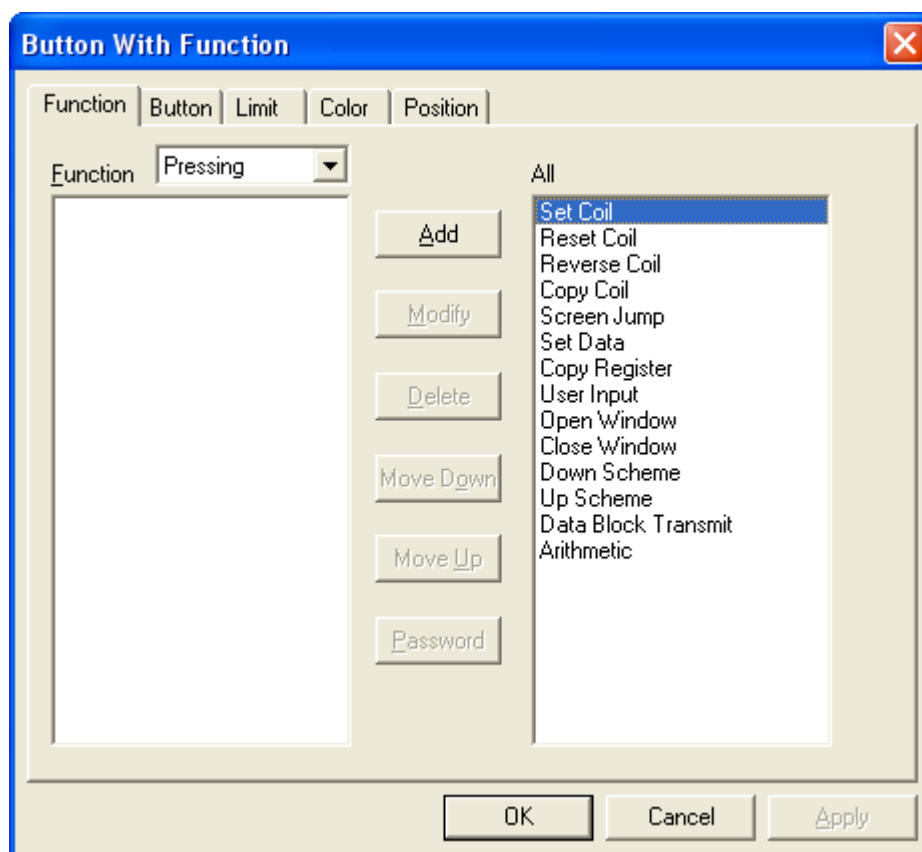 Button With Function
Function Button Limit Color Position
Function Pressing
All
Add
Modify
Delete
Move Down
Move Up
Password
Set Coil
Reset Coil
Reverse Coil
Copy Coil
Screen Jump
Set Data
Copy Register
User Input
Open Window
Close Window
Down Scheme
Up Scheme
Data Block Transmit
Arithmetic
OK Cancel Apply